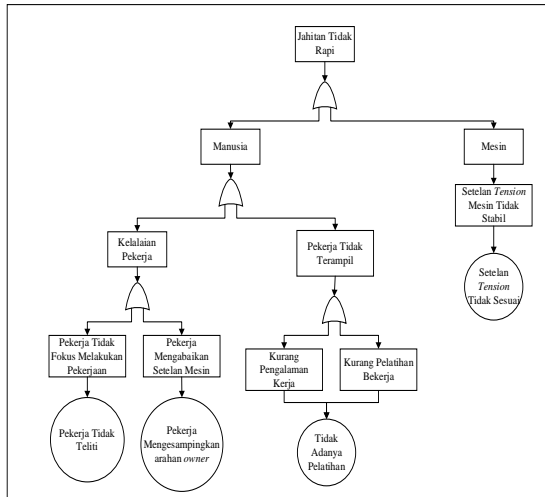 Jahitan Tidak
Rapi
Manusia
Mesin
Setelan Tension
Mesin Tidak
Stabil
Kelalaian
Pekerja
Pekerja Tidak
Terampil
Setelan
Tension
Tidak Sesuai
Pekerja Tidak
Fokus Melakukan
Pekerjaan
Pekerja
Mengabaikan
Setelan Mesin
Kurang
Pengalaman
Kerja
Kurang Pelatihan
Bekerja
Pekerja Tidak
Teliti
Pekerja
Mengesampingkan
arahan owner
Tidak
Adanya
Pelatihan